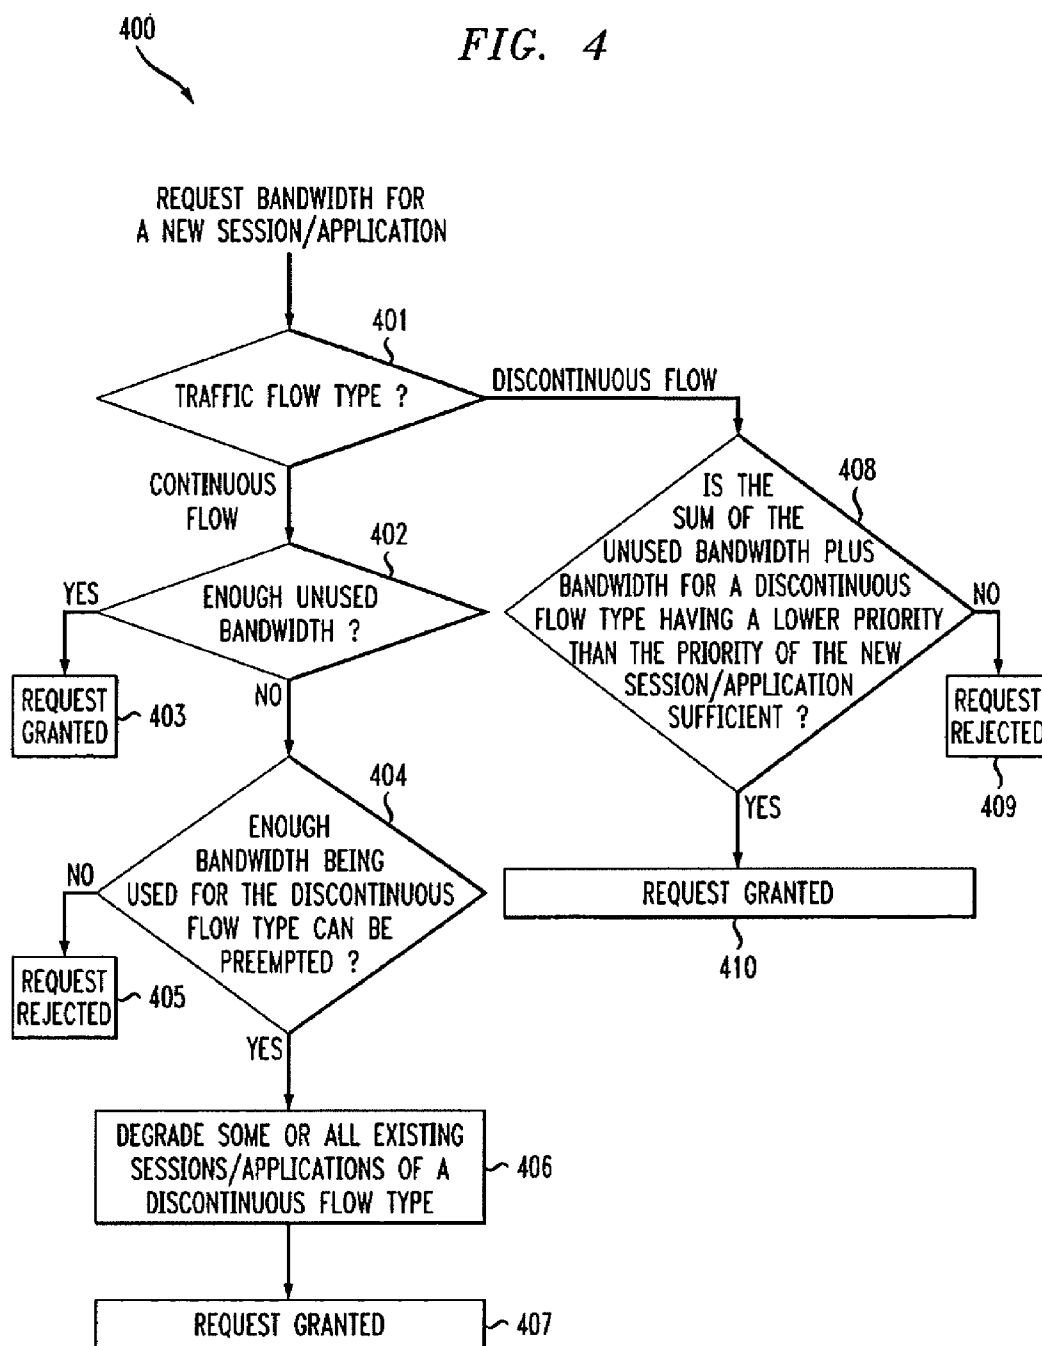 400
FIG. 4
REQUEST BANDWIDTH FOR
A NEW SESSION/APPLICATION
401
TRAFFIC FLOW TYPE ?
DISCONTINUOUS FLOW
CONTINUOUS
FLOW
402
ENOUGH UNUSED
BANDWIDTH ?
YES
NO
REQUEST
GRANTED
403
404
ENOUGH
BANDWIDTH BEING
USED FOR THE DISCONTINUOUS
FLOW TYPE CAN BE
PREEMPTED ?
NO
YES
REQUEST
REJECTED
405
DEGRADE SOME OR ALL EXISTING
SESSIONS/APPLICATIONS OF A
DISCONTINUOUS FLOW TYPE
406
REQUEST GRANTED
407
408
IS THE
SUM OF THE
UNUSED BANDWIDTH PLUS
BANDWIDTH FOR A DISCONTINUOUS
FLOW TYPE HAVING A LOWER PRIORITY
THAN THE PRIORITY OF THE NEW
SESSION/APPLICATION
SUFFICIENT ?
NO
REQUEST
REJECTED
409
YES
REQUEST GRANTED
410